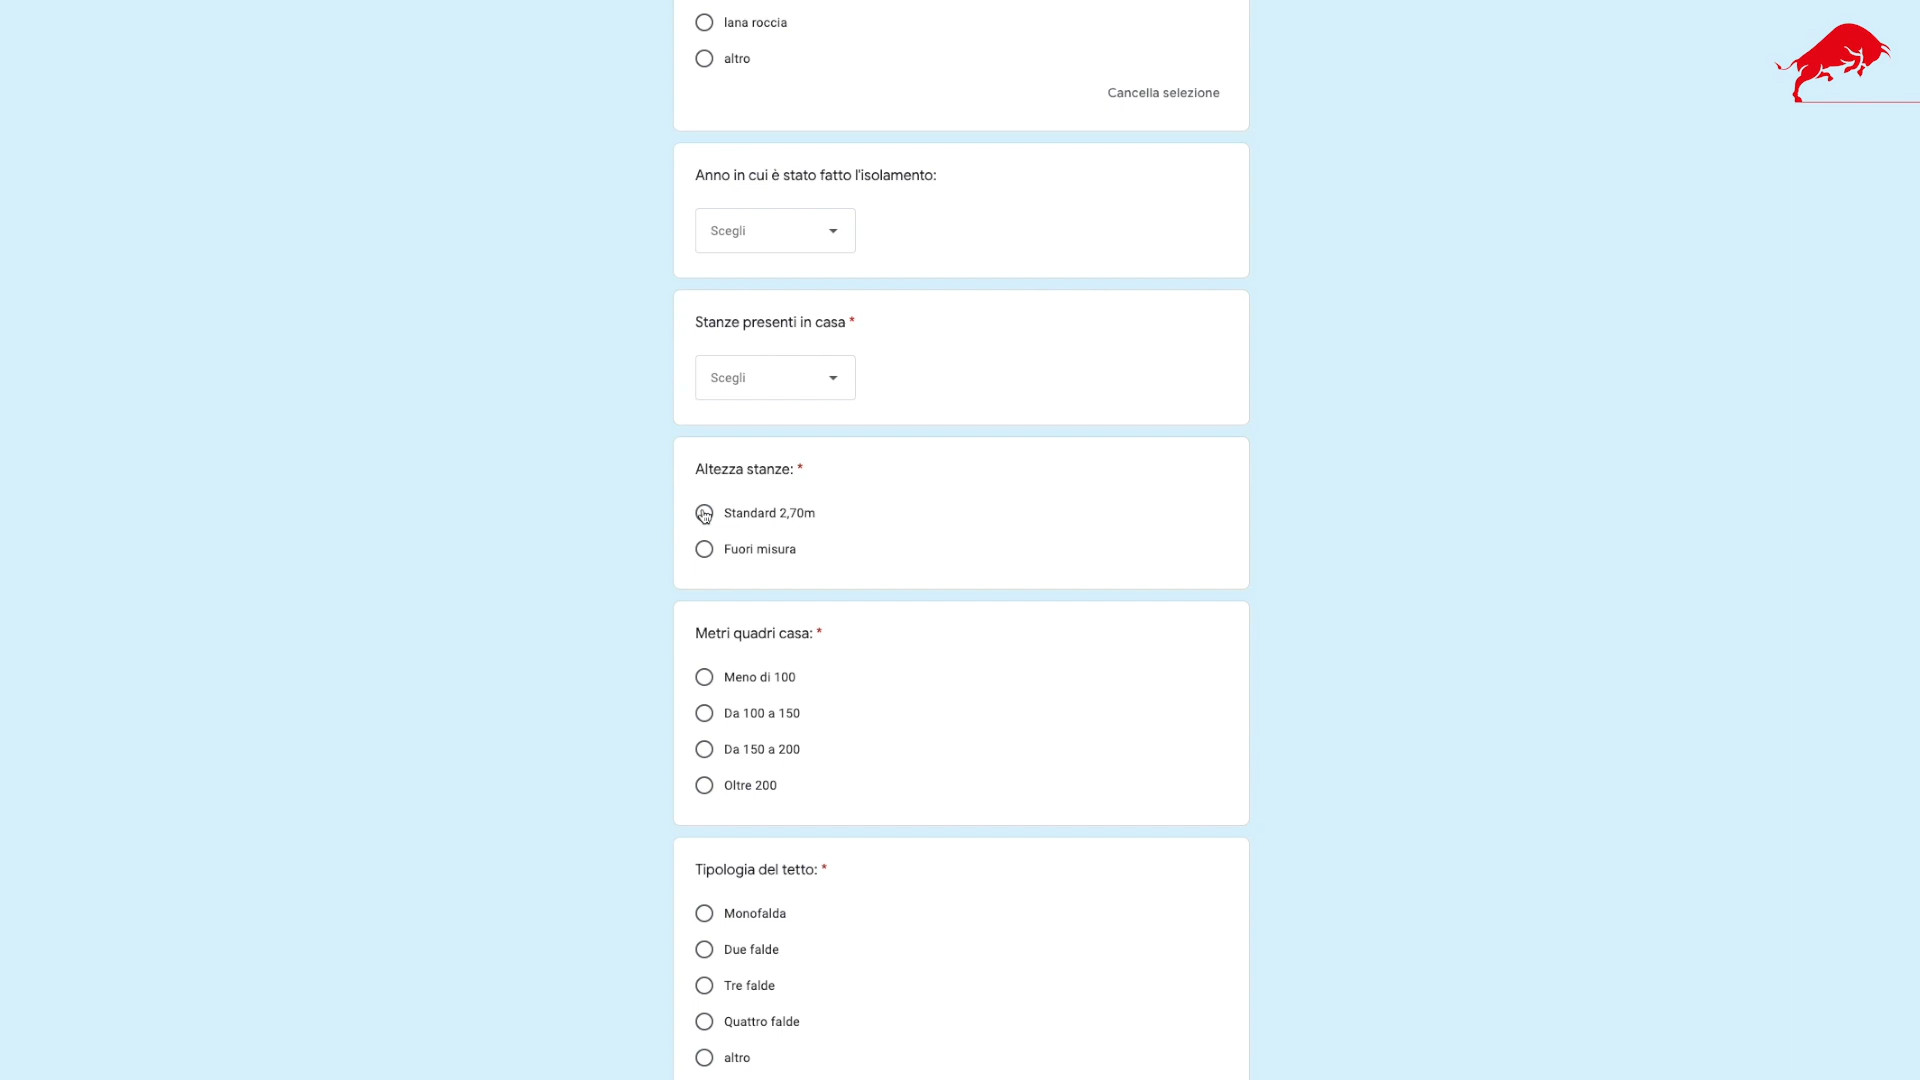 lana roccia
altro
Cancella selezione
Anno in cui è stato fatto l'isolamento:
Scegli
Stanze presenti in casa *
Scegli
Altezza stanze: *
Standard 2,70m
Fuori misura
Metri quadri casa: *
Meno di 100
Da 100 a 150
Da 150 a 200
Oltre 200
Tipologia del tetto: *
Monofalda
Due falde
Tre falde
Quattro falde
altro